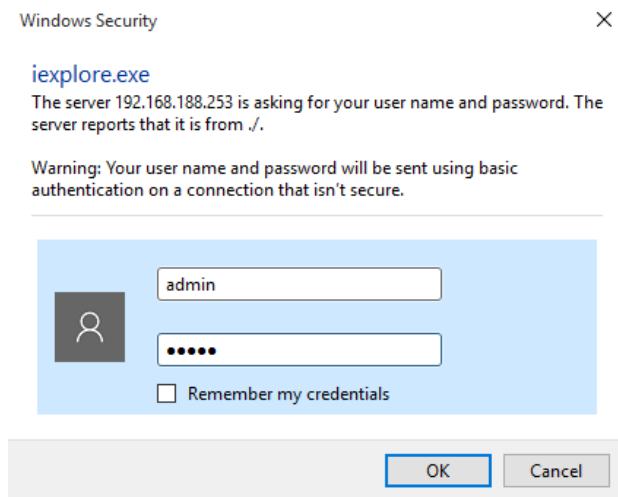 Windows Security
iexplore.exe
The server 192.168.188.253 is asking for your user name and password. The
server reports that it is from ./.
Warning: Your user name and password will be sent using basic
authentication on a connection that isn't secure.
admin
●●●●●
Remember my credentials
OK
Cancel